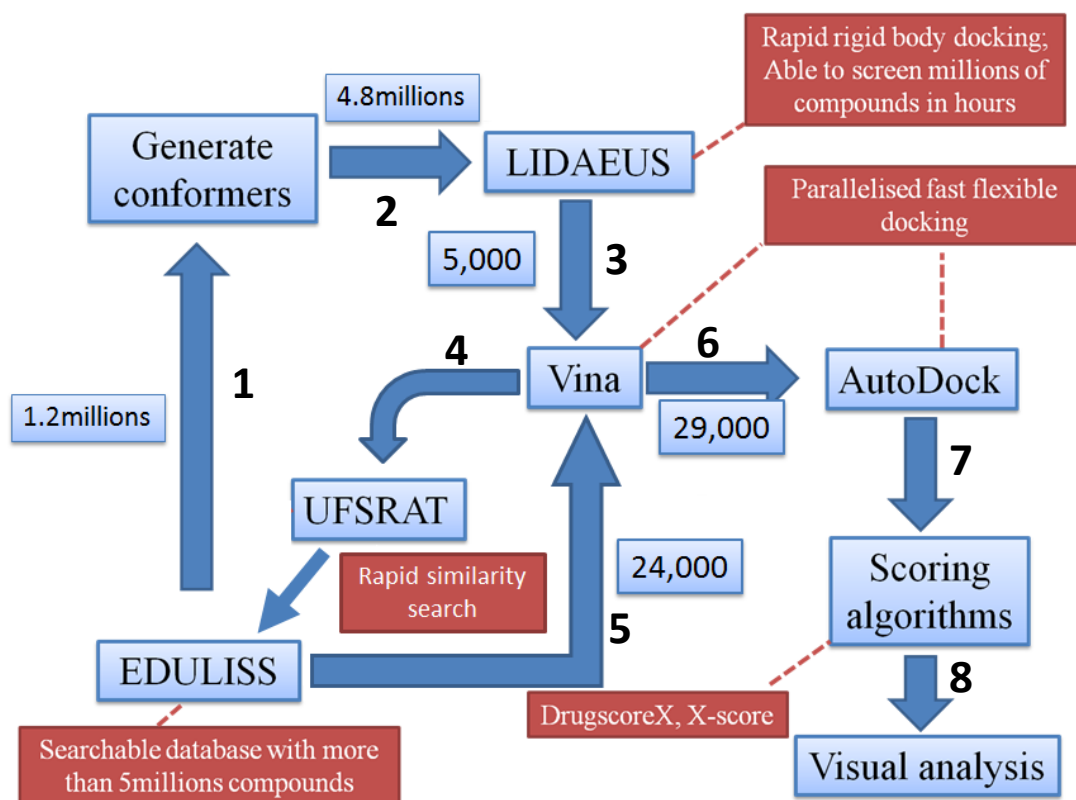 Rapid rigid body docking;
Able to screen millions of
compounds in hours
4.8millions
Generate
conformers
LIDAEUS
2
Parallelised fast flexible
docking
5,000
3
4
6
1
Vina
AutoDock
1.2millions
29,000
7
UFSRAT
Rapid similarity
search
24,000
Scoring
algorithms
5
EDULISS
8
DrugscoreX, X-score
Searchable database with more
than 5millions compounds
Visual analysis